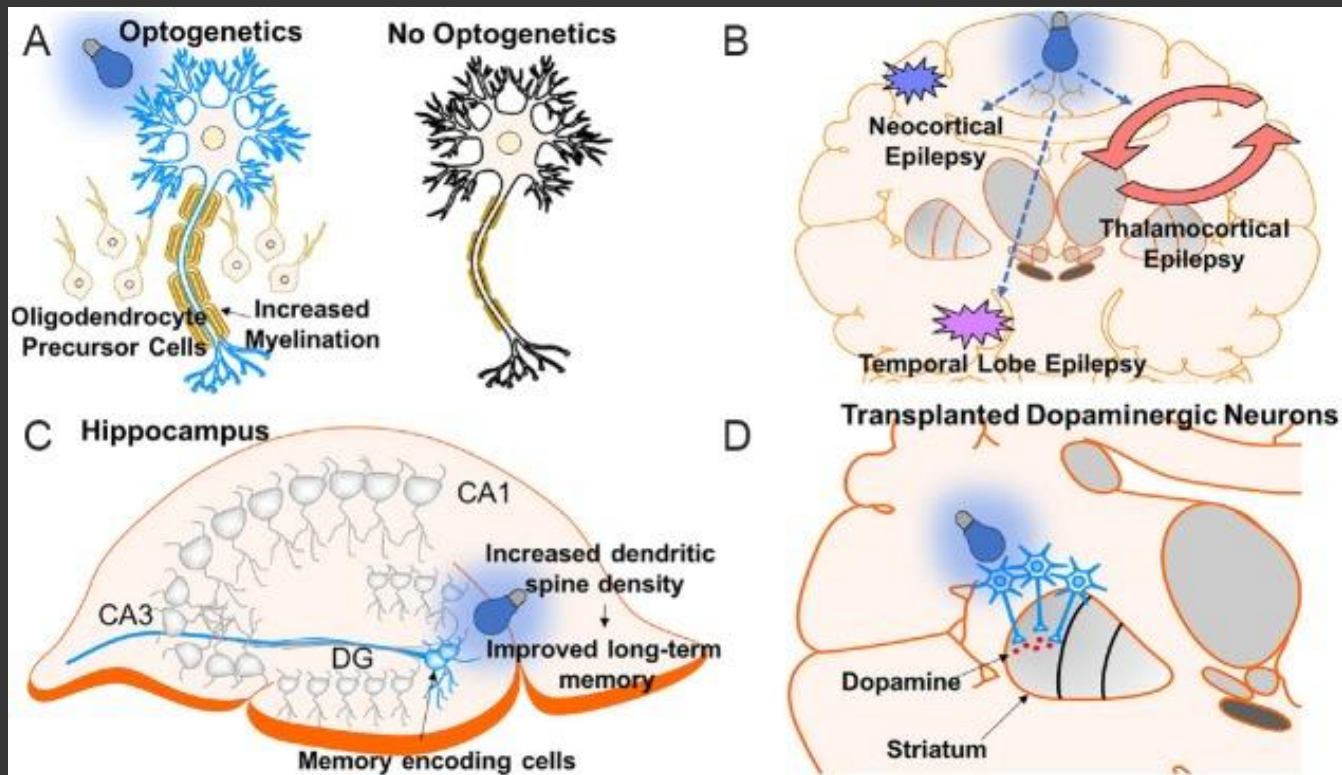 A
Optogenetics
No Optogenetics
Oligodendrocyte
Precursor Cells
Increased
Myelination
B
Neocortical
Epilepsy
Thalamocortical
Epilepsy
Temporal Lobe Epilepsy
C
Hippocampus
CA1
CA3
DG
Increased dendritic
spine density
Improved long-term
memory
Memory encoding cells
D
Transplanted Dopaminergic Neurons
Dopamine
Striatum